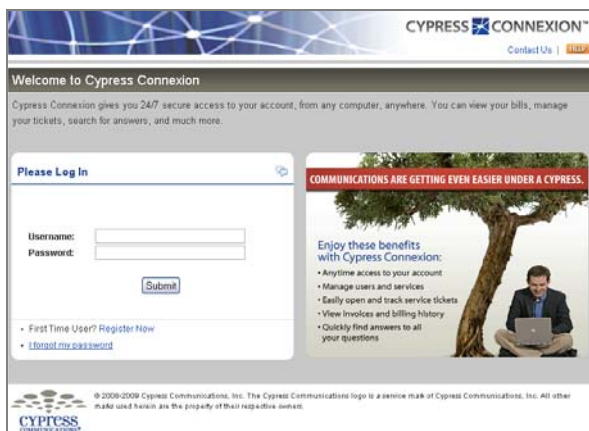 CYPRESS CONNEXION™
Contact Us | HELP
Welcome to Cypress Connexion
Cypress Connexion gives you 24/7 secure access to your account, from any computer, anywhere. You can view your bills, manage
your tickets, search for answers, and much more.
Please Log In
Username:
Password:
Submit
• First Time User? Register Now
• I forgot my password
COMMUNICATIONS ARE GETTING EVEN EASIER UNDER A CYPRESS.
Enjoy these benefits
with Cypress Connexion:
• Anytime access to your account
• Manage users and services
• Easily open and track service tickets
• View invoices and billing history
• Quickly find answers to all
your questions
© 2008-2009 Cypress Communications, Inc. The Cypress Communications logo is a service mark of Cypress Communications, Inc. All other
marks used herein are the property of their respective owners.
CYPRESS
COMMUNICATIONS